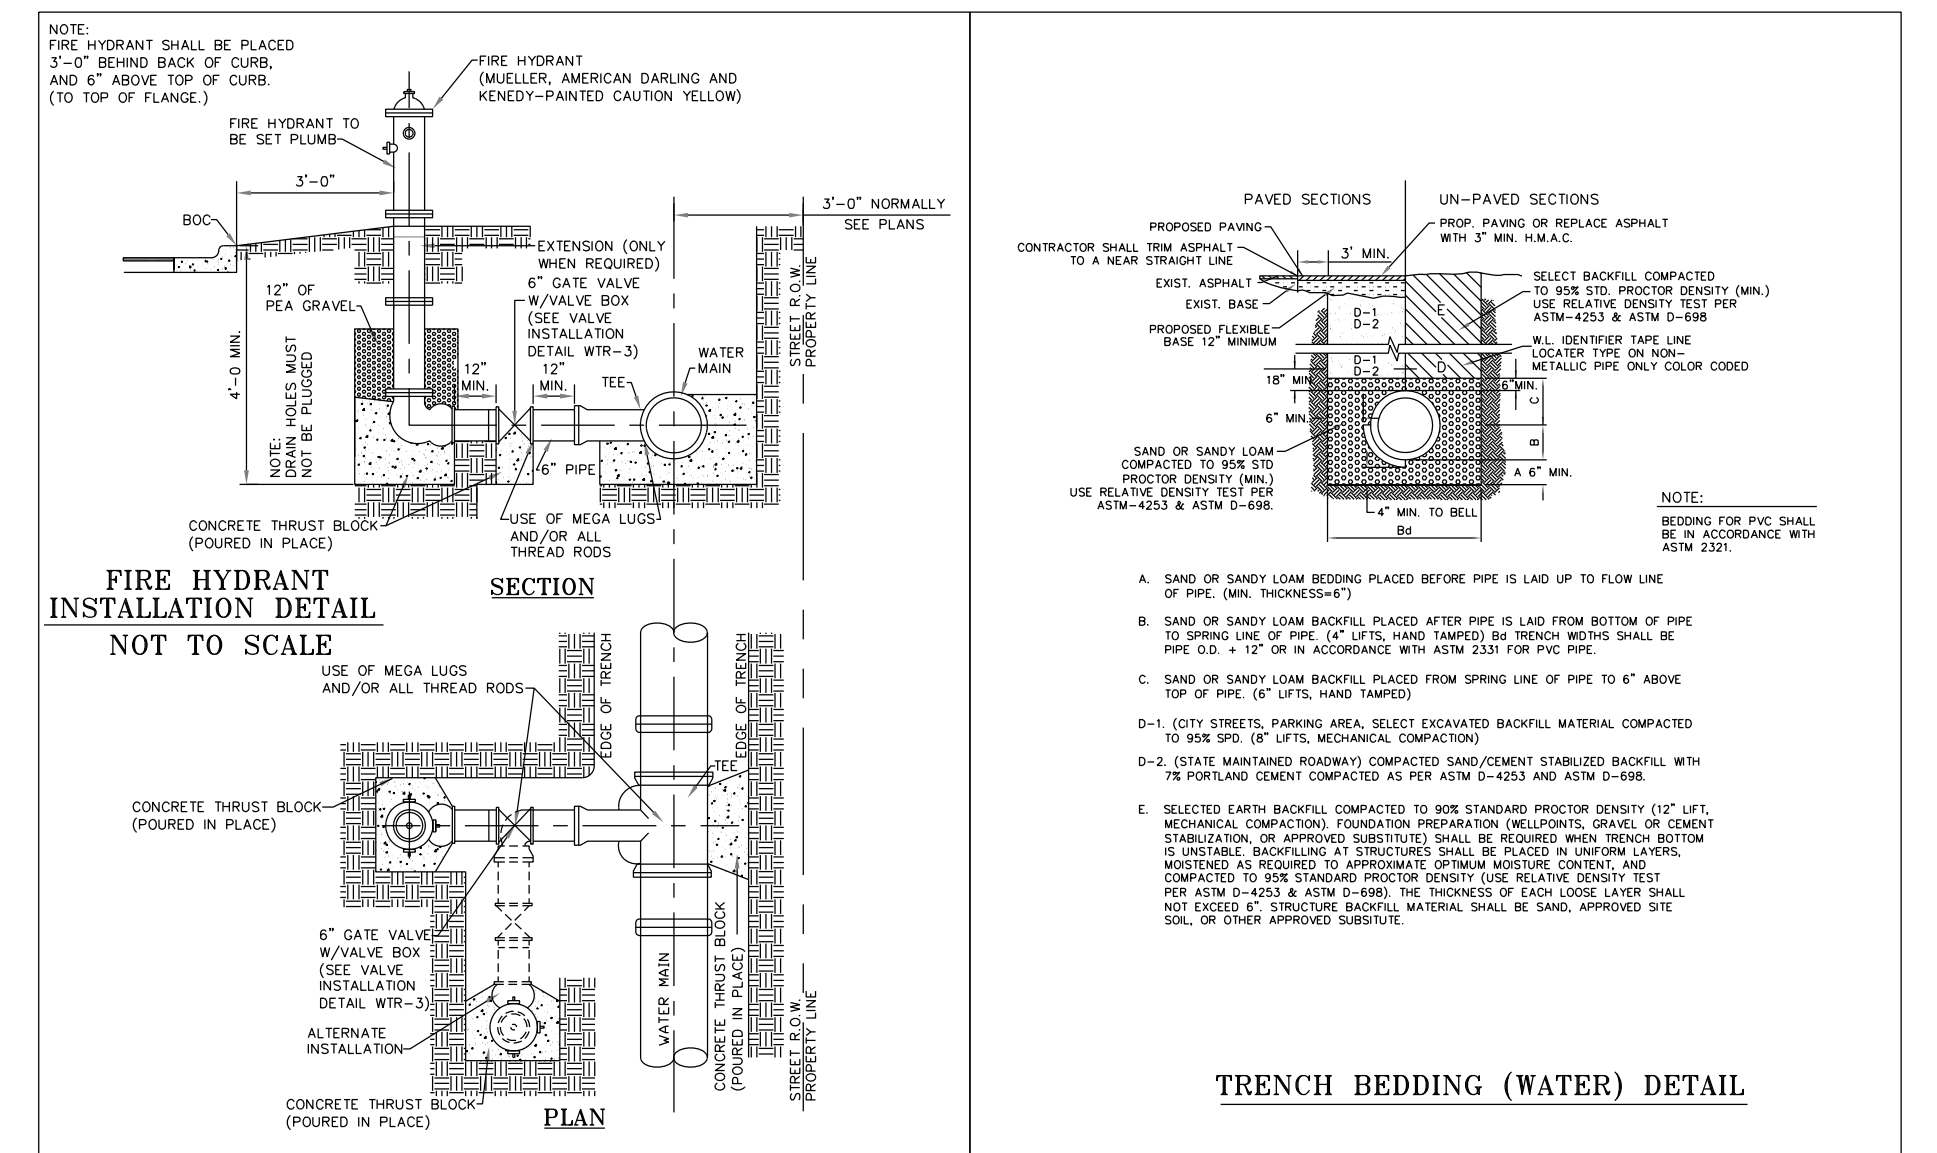 NOTE:
FIRE HYDRANT SHALL BE PLACED
3'-0" BEHIND BACK OF CURB,
AND 6" ABOVE TOP OF CURB.
(TO TOP OF FLANGE.)
FIRE HYDRANT
(MUELLER, AMERICAN DARLING AND
KENEDY-PAINTED CAUTION YELLOW)
FIRE HYDRANT TO
BE SET PLUMB
3'-0"
BOC
3'-0" NORMALLY
SEE PLANS
EXTENSION (ONLY
WHEN REQUIRED)
6" GATE VALVE
W/VALVE BOX
(SEE VALVE
INSTALLATION
DETAIL WTR-3)
12" OF
PEA GRAVEL
4'-0 MIN.
NOTE:
DRAIN HOLES MUST
NOT BE PLUGGED
12"
MIN.
12"
MIN.
TEE
WATER
MAIN
STREET R.O.W.
PROPERTY LINE
6" PIPE
CONCRETE THRUST BLOCK
(POURED IN PLACE)
USE OF MEGA LUGS
AND/OR ALL
THREAD RODS
SECTION
FIRE HYDRANT
INSTALLATION DETAIL
NOT TO SCALE
USE OF MEGA LUGS
AND/OR ALL THREAD RODS
EDGE OF TRENCH
EDGE OF TRENCH
TEE
CONCRETE THRUST BLOCK
(POURED IN PLACE)
6" GATE VALVE
W/VALVE BOX
(SEE VALVE
INSTALLATION
DETAIL WTR-3)
ALTERNATE
INSTALLATION
WATER MAIN
CONCRETE THRUST BLOCK
(POURED IN PLACE)
STREET R.O.W.
PROPERTY LINE
CONCRETE THRUST BLOCK
(POURED IN PLACE)
PLAN
PAVED SECTIONS
UN-PAVED SECTIONS
PROPOSED PAVING
CONTRACTOR SHALL TRIM ASPHALT
TO A NEAR STRAIGHT LINE
3' MIN.
PROP. PAVING OR REPLACE ASPHALT
WITH 3" MIN. H.M.A.C.
EXIST. ASPHALT
EXIST. BASE
PROPOSED FLEXIBLE
BASE 12" MINIMUM
SELECT BACKFILL COMPACTED
TO 95% STD. PROCTOR DENSITY (MIN.)
USE RELATIVE DENSITY TEST PER
ASTM-4253 & ASTM D-698
D-1
D-2
E
W.L. IDENTIFIER TAPE LINE
LOCATER TYPE ON NON-
METALLIC PIPE ONLY COLOR CODED
D-1
D-2
D
18" MIN
6"MIN.
C
6" MIN.
B
SAND OR SANDY LOAM
COMPACTED TO 95% STD
PROCTOR DENSITY (MIN.)
USE RELATIVE DENSITY TEST PER
ASTM-4253 & ASTM D-698.
A 6" MIN.
4" MIN. TO BELL
Bd
NOTE:
BEDDING FOR PVC SHALL
BE IN ACCORDANCE WITH
ASTM 2321.
A. SAND OR SANDY LOAM BEDDING PLACED BEFORE PIPE IS LAID UP TO FLOW LINE
OF PIPE. (MIN. THICKNESS=6")
B. SAND OR SANDY LOAM BACKFILL PLACED AFTER PIPE IS LAID FROM BOTTOM OF PIPE
TO SPRING LINE OF PIPE. (4" LIFTS, HAND TAMPED) Bd TRENCH WIDTHS SHALL BE
PIPE O.D. + 12" OR IN ACCORDANCE WITH ASTM 2331 FOR PVC PIPE.
C. SAND OR SANDY LOAM BACKFILL PLACED FROM SPRING LINE OF PIPE TO 6" ABOVE
TOP OF PIPE. (6" LIFTS, HAND TAMPED)
D-1. (CITY STREETS, PARKING AREA, SELECT EXCAVATED BACKFILL MATERIAL COMPACTED
TO 95% SPD. (8" LIFTS, MECHANICAL COMPACTION)
D-2. (STATE MAINTAINED ROADWAY) COMPACTED SAND/CEMENT STABILIZED BACKFILL WITH
7% PORTLAND CEMENT COMPACTED AS PER ASTM D-4253 AND ASTM D-698.
E. SELECTED EARTH BACKFILL COMPACTED TO 90% STANDARD PROCTOR DENSITY (12" LIFT,
MECHANICAL COMPACTION). FOUNDATION PREPARATION (WELLPOINTS, GRAVEL OR CEMENT
STABILIZATION, OR APPROVED SUBSTITUTE) SHALL BE REQUIRED WHEN TRENCH BOTTOM
IS UNSTABLE. BACKFILLING AT STRUCTURES SHALL BE PLACED IN UNIFORM LAYERS,
MOISTENED AS REQUIRED TO APPROXIMATE OPTIMUM MOISTURE CONTENT, AND
COMPACTED TO 95% STANDARD PROCTOR DENSITY (USE RELATIVE DENSITY TEST
PER ASTM D-4253 & ASTM D-698). THE THICKNESS OF EACH LOOSE LAYER SHALL
NOT EXCEED 6". STRUCTURE BACKFILL MATERIAL SHALL BE SAND, APPROVED SITE
SOIL, OR OTHER APPROVED SUBSITUTE.
TRENCH BEDDING (WATER) DETAIL